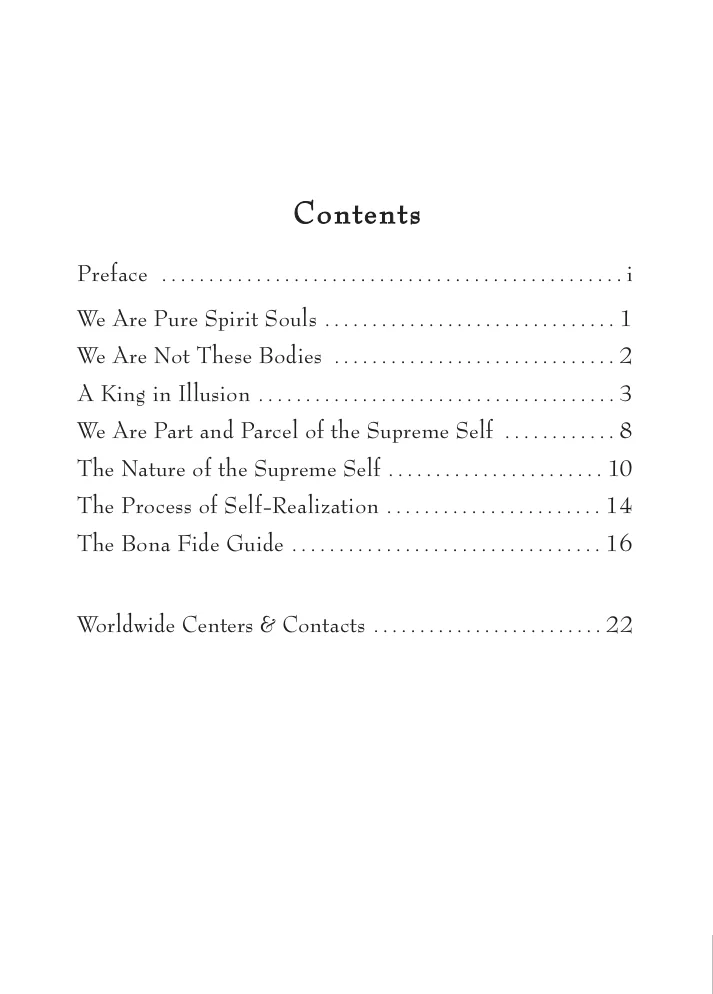 Contents
Preface .................................................. i
We Are Pure Spirit Souls ............................... 1
We Are Not These Bodies .............................. 2
A King in Illusion ...................................... 3
We Are Part and Parcel of the Supreme Self ............ 8
The Nature of the Supreme Self ....................... 10
The Process of Self-Realization ....................... 14
The Bona Fide Guide ................................. 16
Worldwide Centers & Contacts ......................... 22